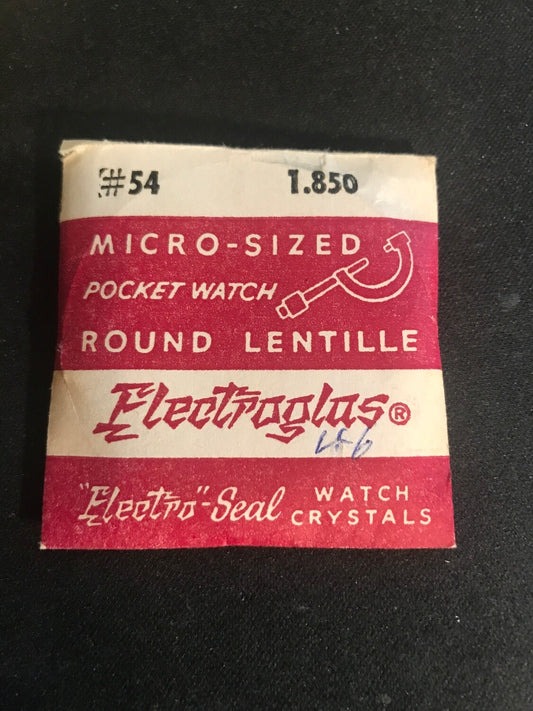 #54 1.850
MICRO-SIZED
POCKET WATCH
ROUND LENTILLE
Electroglas®
"Electro"-Seal WATCH CRYSTALS